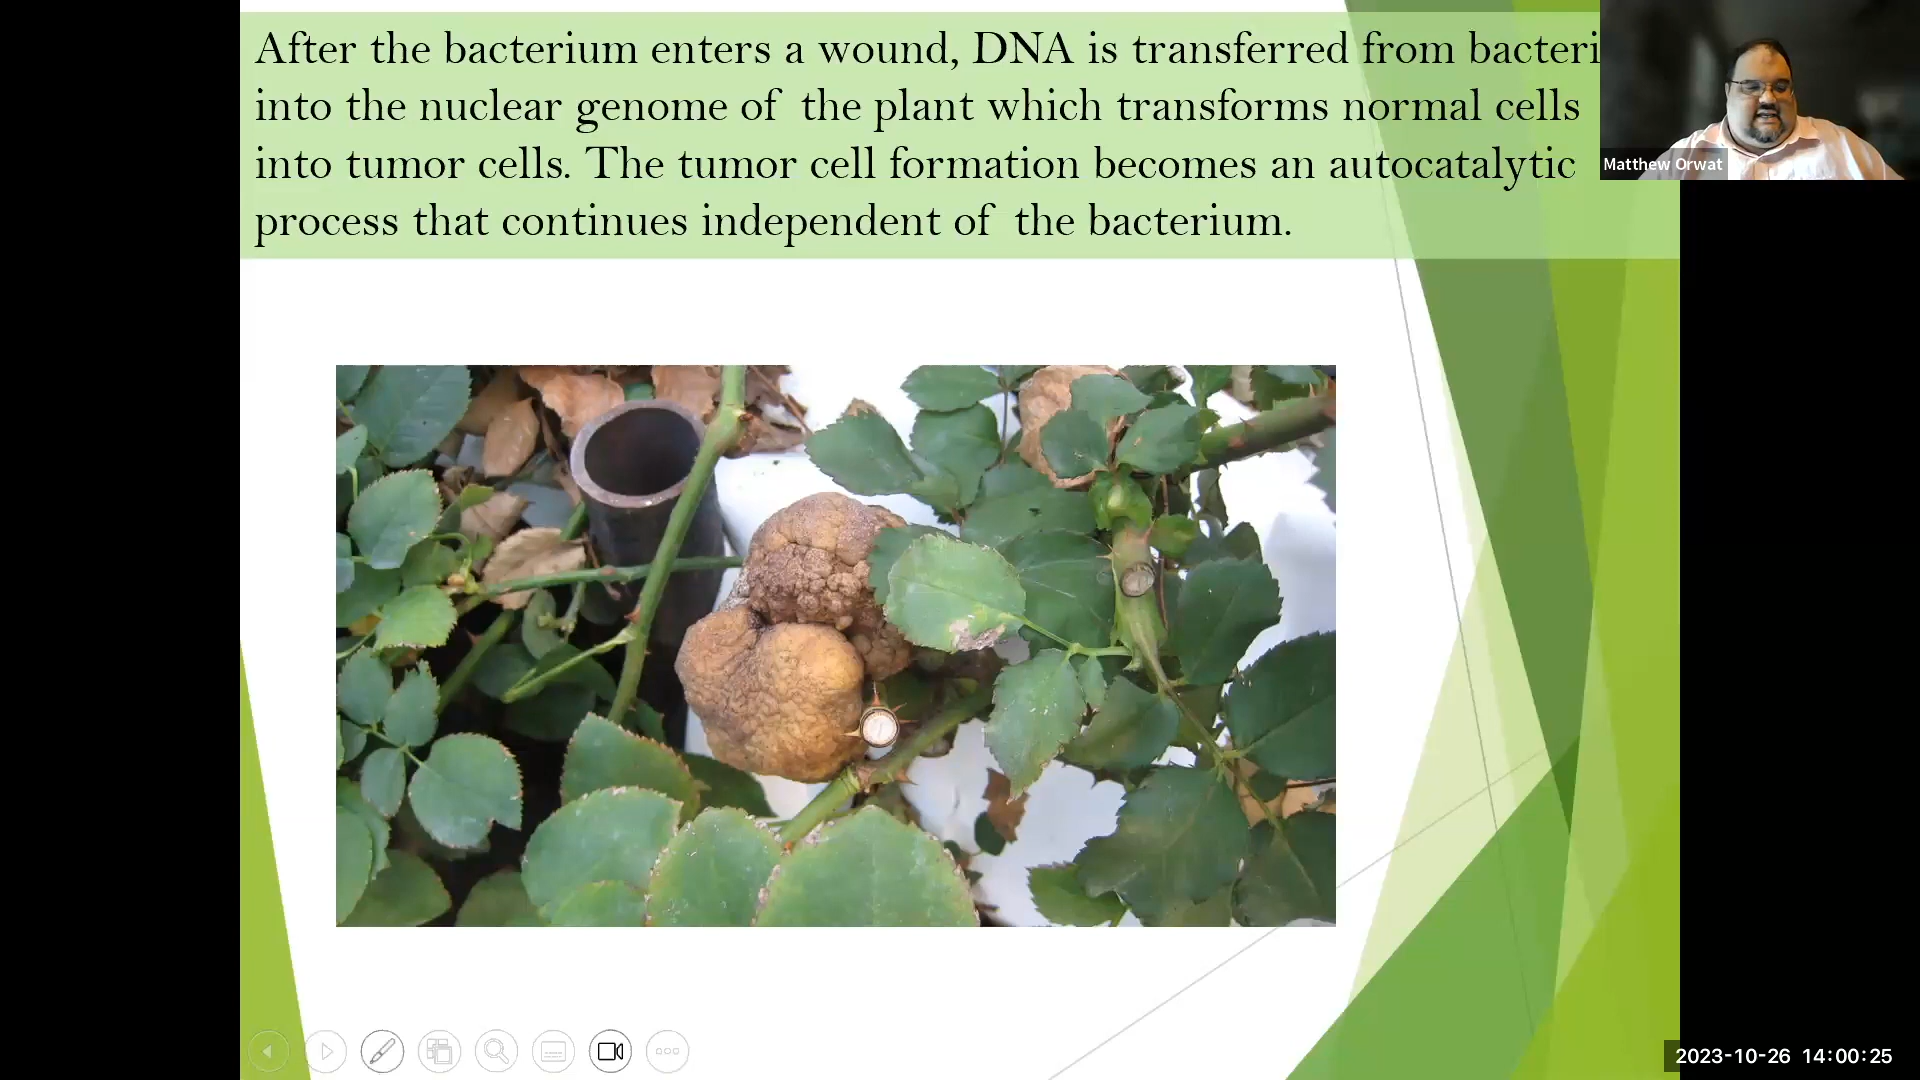 After the bacterium enters a wound, DNA is transferred from bacteri
into the nuclear genome of the plant which transforms normal cells
into tumor cells. The tumor cell formation becomes an autocatalytic
process that continues independent of the bacterium.
Matthew Orwat
2023-10-26 14:00:25